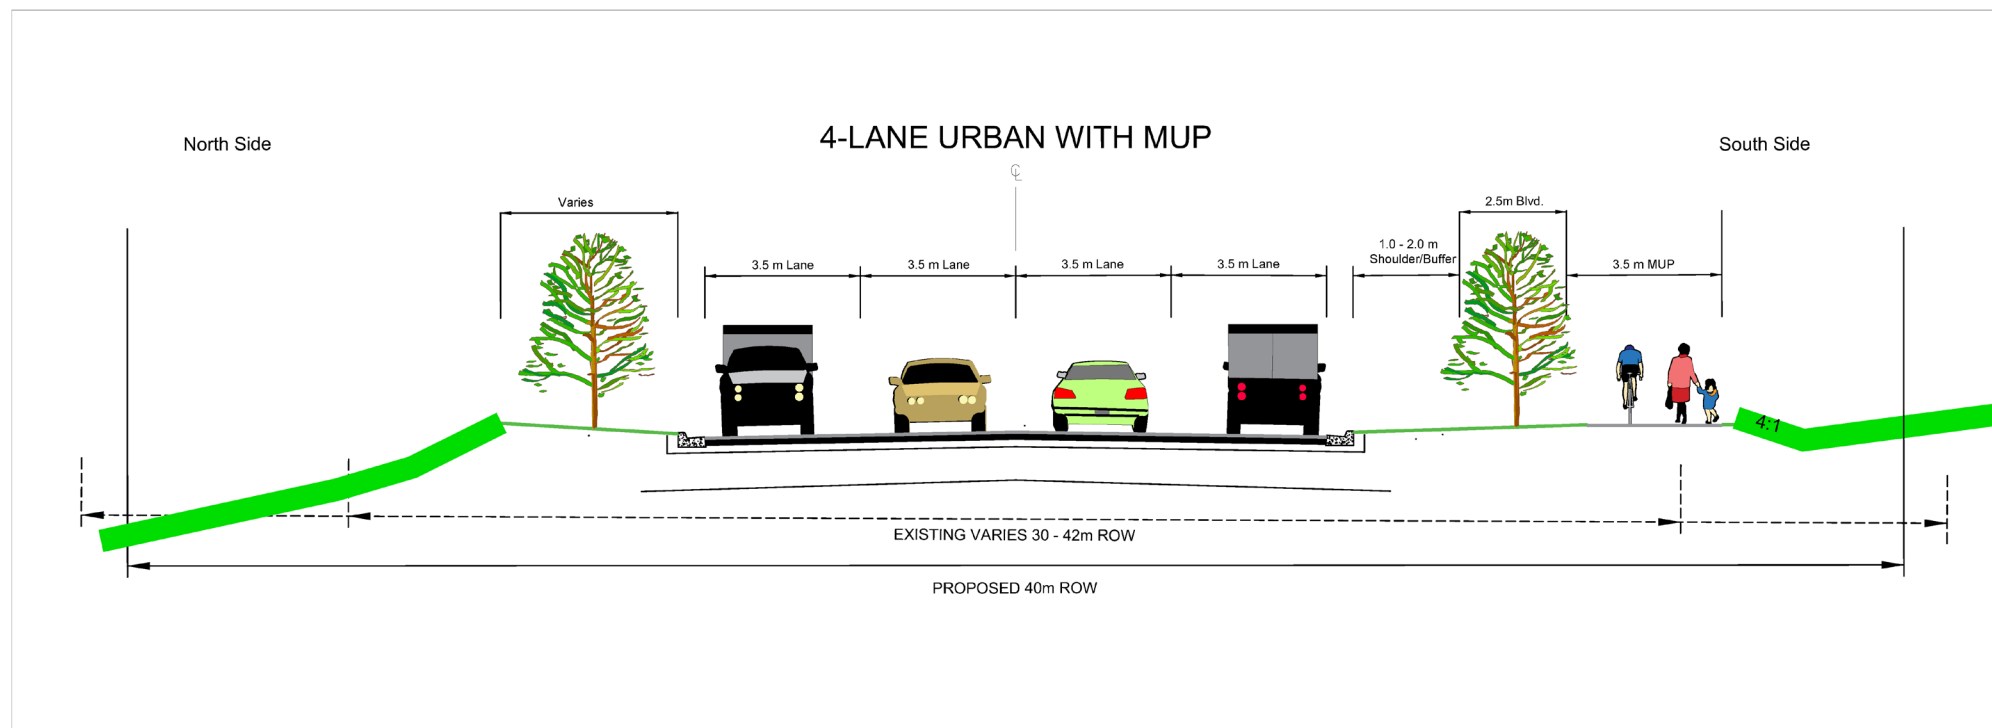 4-LANE URBAN WITH MUP
North Side
South Side
℄
Varies
2.5m Blvd.
1.0 - 2.0 m
Shoulder/Buffer
3.5 m Lane
3.5 m Lane
3.5 m Lane
3.5 m Lane
3.5 m MUP
4:1
EXISTING VARIES 30 - 42m ROW
PROPOSED 40m ROW